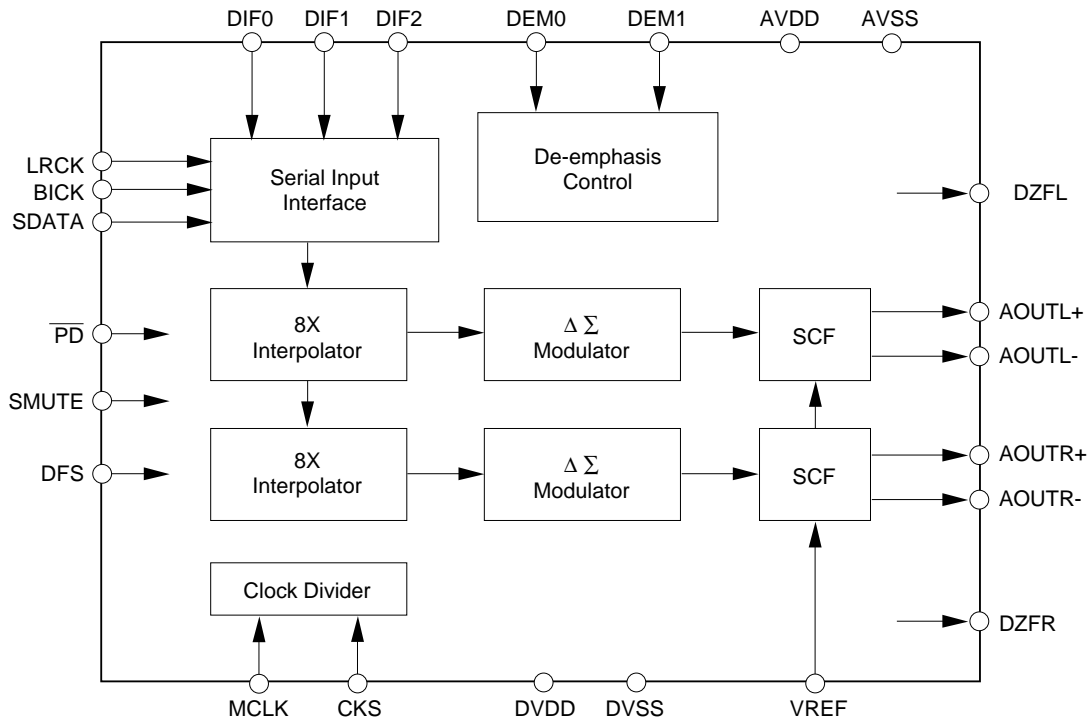 DIF0 DIF1 DIF2 DEM0 DEM1 AVDD AVSS
LRCK
BICK
SDATA
Serial Input
Interface
De-emphasis
Control
DZFL
PD
8X
Interpolator
Δ Σ
Modulator
SCF
AOUTL+
AOUTL-
SMUTE
DFS
8X
Interpolator
Δ Σ
Modulator
SCF
AOUTR+
AOUTR-
Clock Divider
DZFR
MCLK CKS DVDD DVSS VREF